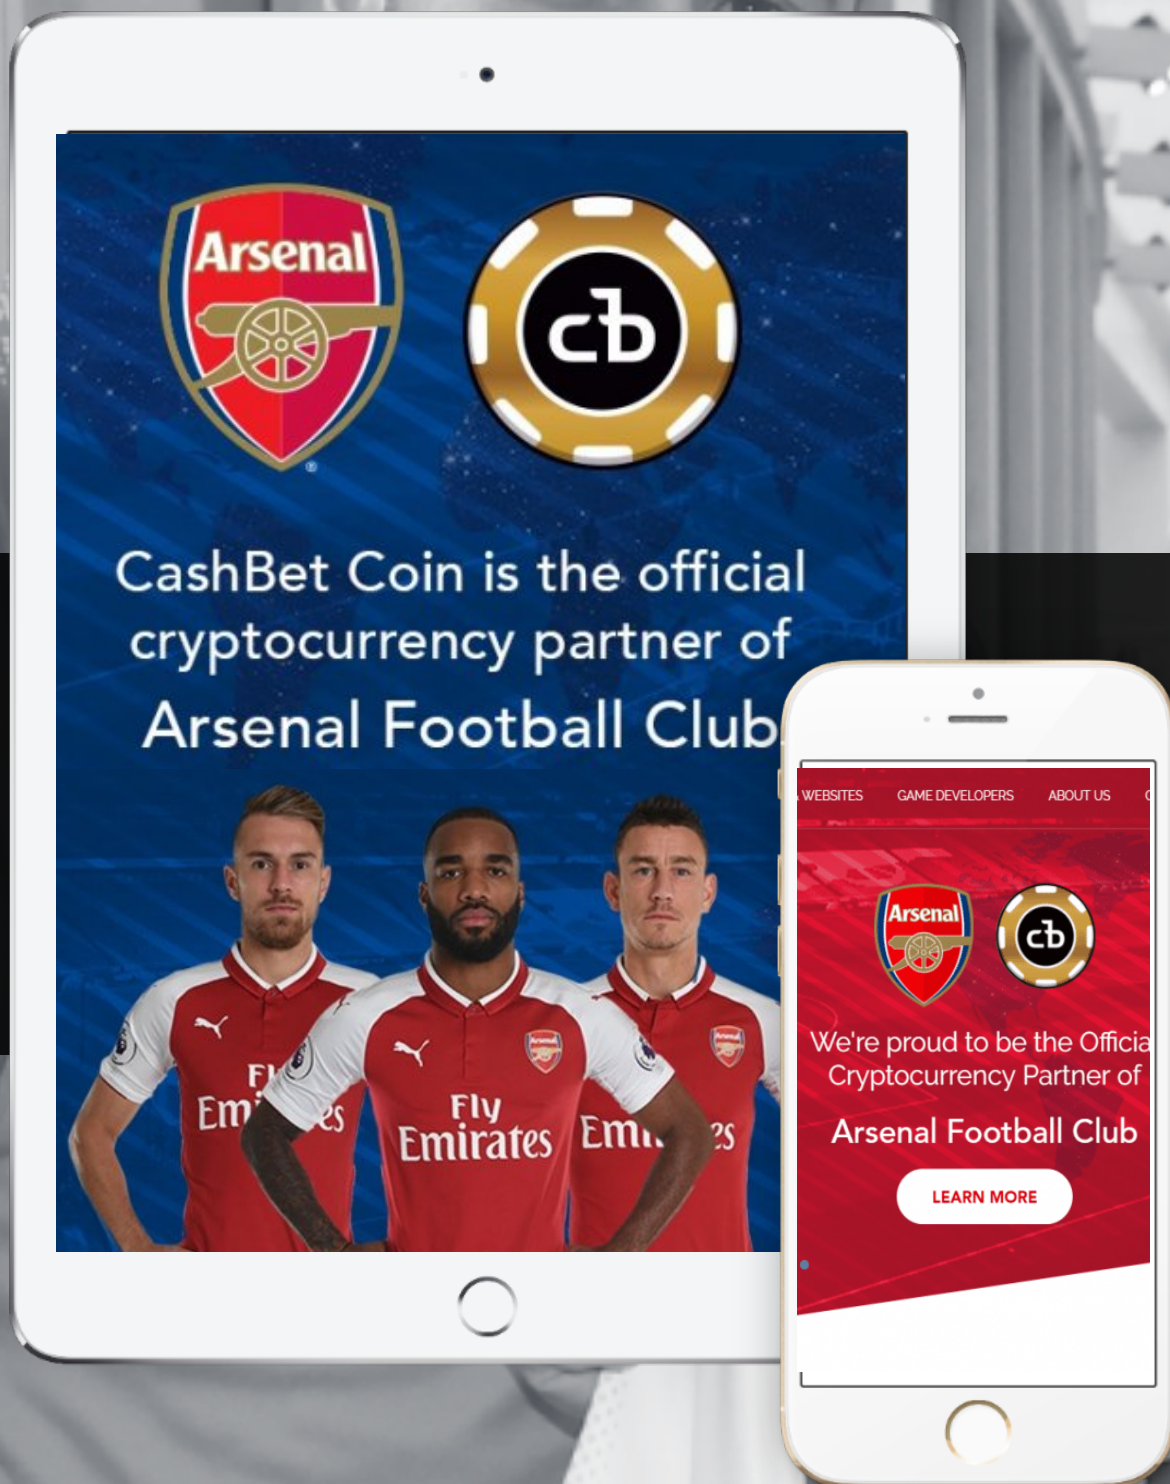 Arsenal
cb
®
CashBet Coin is the official
cryptocurrency partner of
Arsenal Football Club
Fly
Emirates
WEBSITES GAME DEVELOPERS ABOUT US
Arsenal
cb
We're proud to be the Officia
Cryptocurrency Partner of
Arsenal Football Club
LEARN MORE